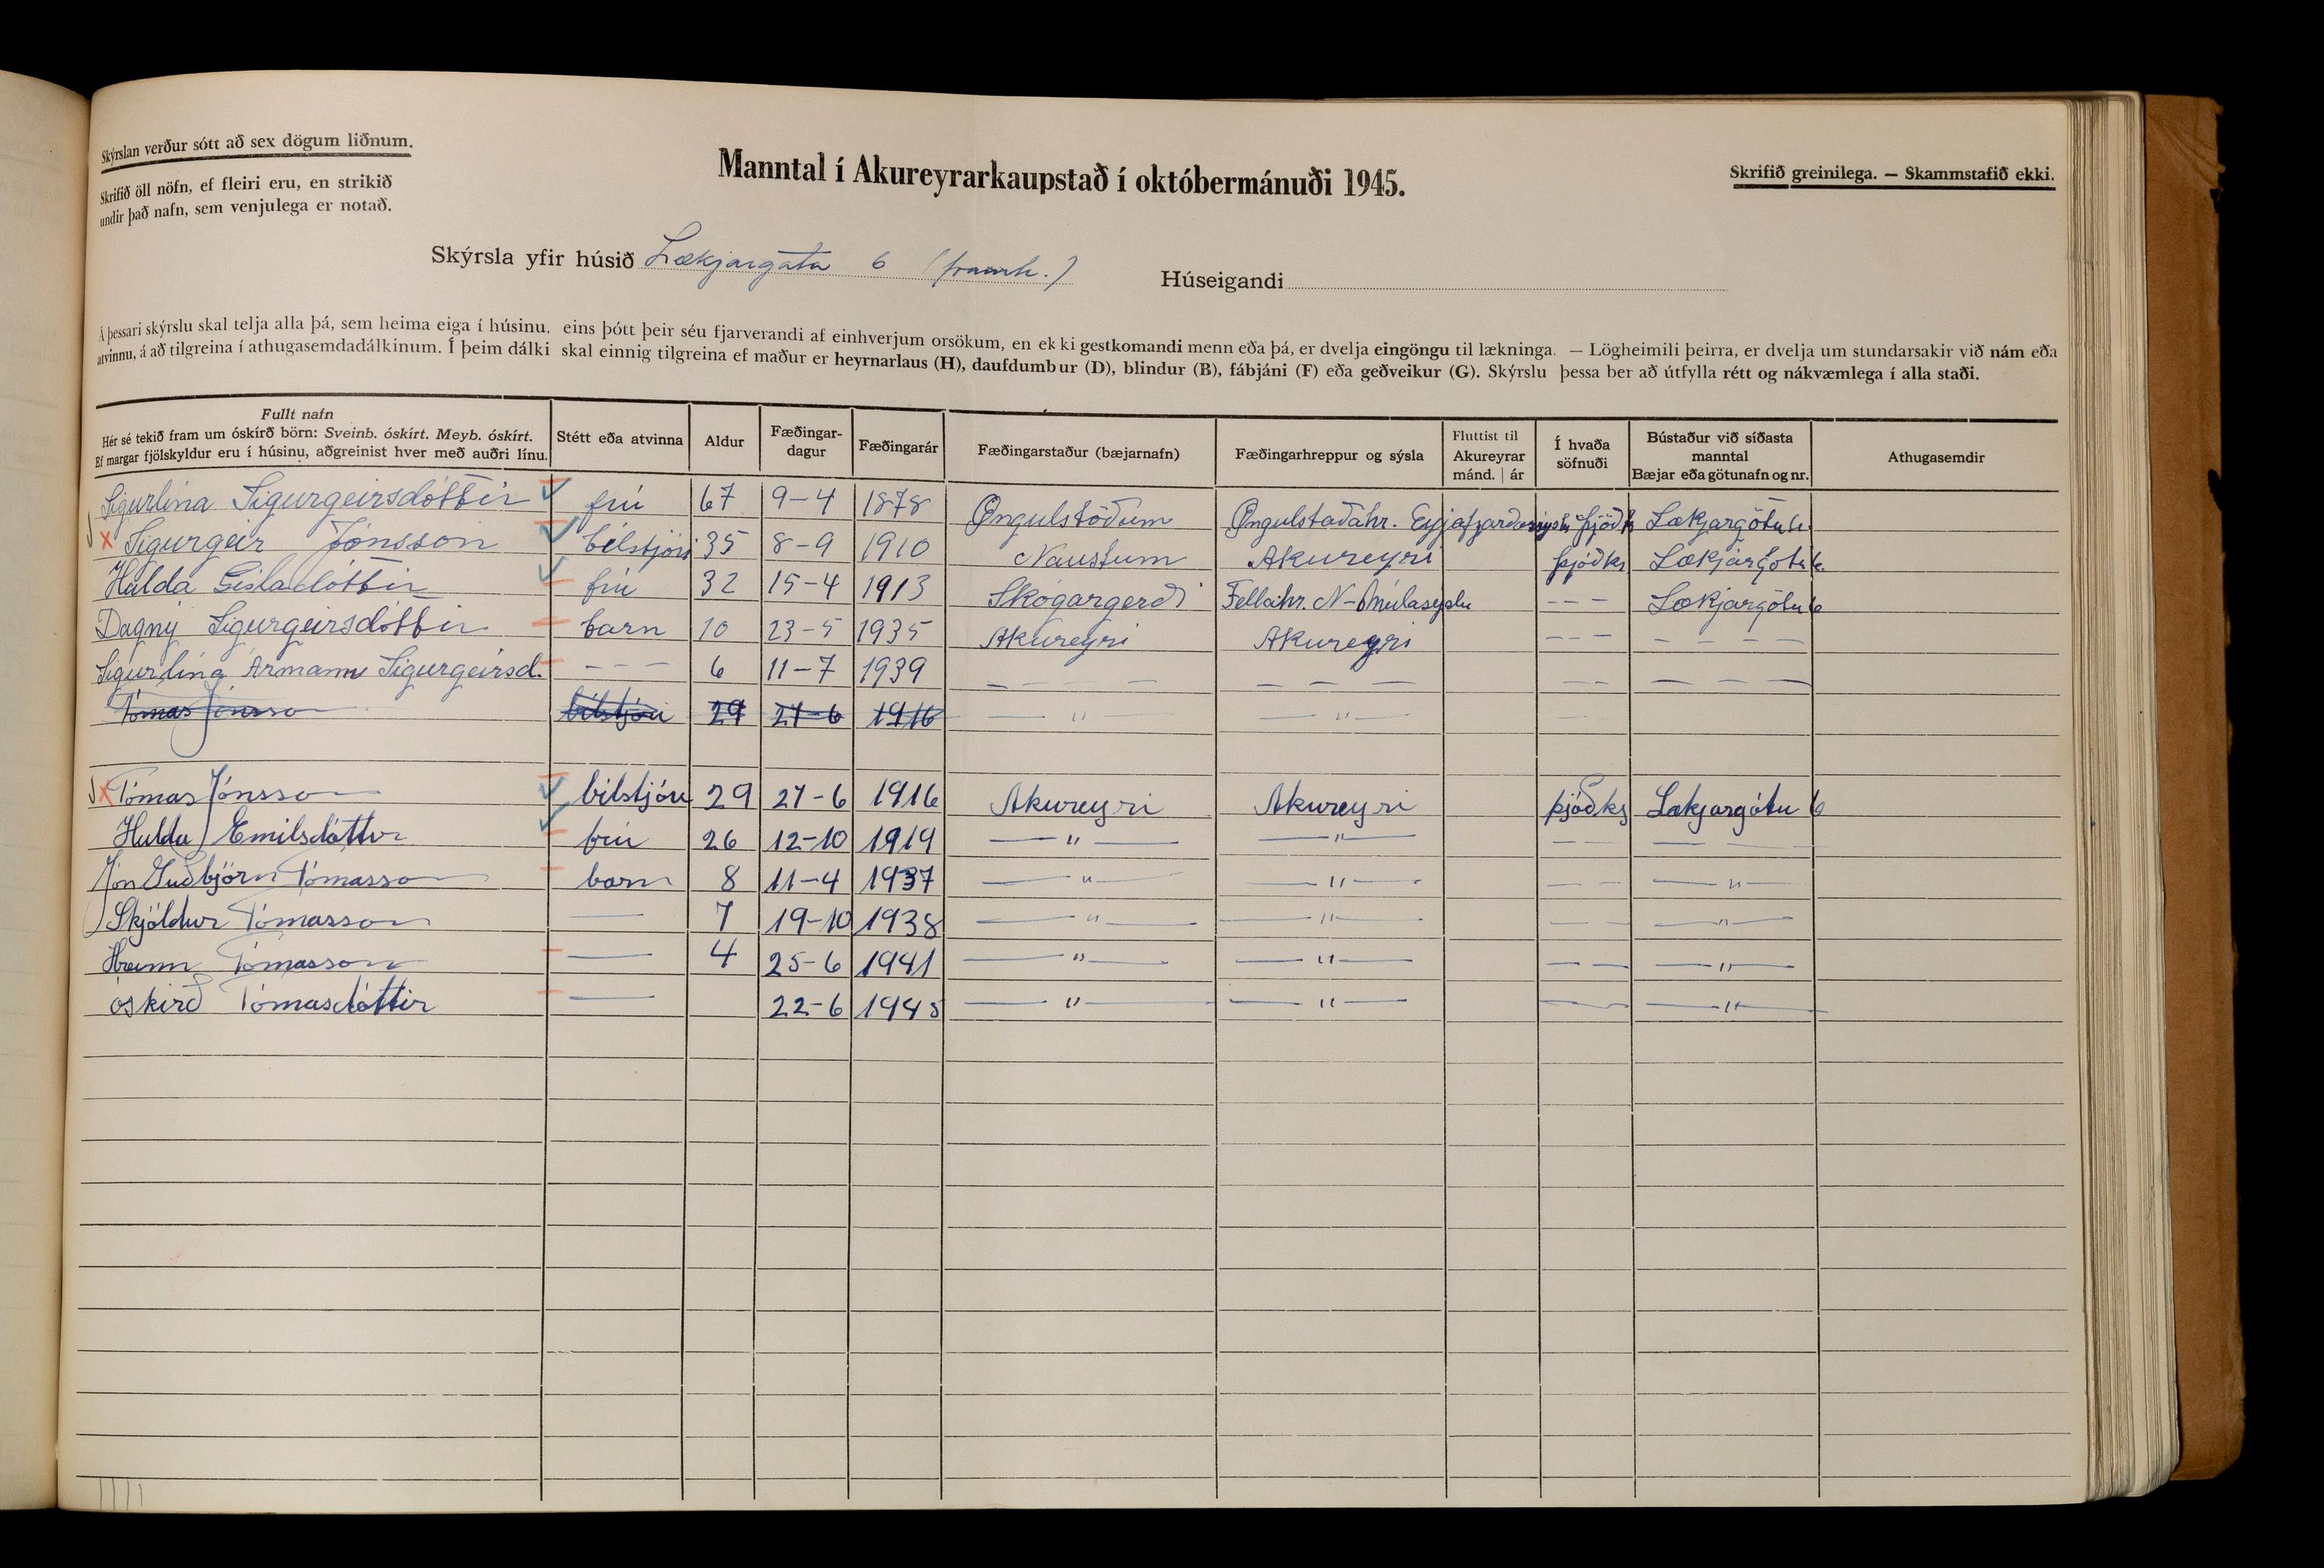 Skýrslan verður sótt að sex dögum liðnum.
Skrifið öll nöfn, ef fleiri eru, en strikið
undir það nafn, sem venjulega er notað.
Manntal í Akureyrarkaupstað í októbermánuði 1945.
Skrifið greinilega. — Skammstafið ekki.
Skýrsla yfir húsið Lækjargata 6 (framh.) Húseigandi
Á þessari skýrslu skal telja alla þá, sem heima eiga í húsinu, eins þótt þeir séu fjarverandi af einhverjum orsökum, en ekki gestkomandi menn eða þá, er dvelja eingöngu til lækninga. — Lögheimili þeirra, er dvelja um stundarsakir við nám eða
atvinnu, á að tilgreina í athugasemdadálkinum. Í þeim dálki skal einnig tilgreina ef maður er heyrnarlaus (H), daufdumbur (D), blindur (B), fábjáni (F) eða geðveikur (G). Skýrslu þessa ber að útfylla rétt og nákvæmlega í alla staði.
Fullt nafn
Hér sé tekið fram um óskírð börn: Sveinb. óskírt. Meyb. óskírt.
Ef margar fjölskyldur eru í húsinu, aðgreinist hver með auðri línu.
Stétt eða atvinna
Aldur
Fæðingar-
dagur
Fæðingarár
Fæðingarstaður (bæjarnafn)
Fæðingarhreppur og sýsla
Fluttist til
Akureyrar
mánd. | ár
Í hvaða
söfnuði
Bústaður við síðasta
manntal
Bæjar eða götunafn og nr.
Athugasemdir
Sigurlína Sigurgeirsdóttir frú 67 9-4 1878 Öngulstöðum Öngulstaðahr. Eyjafjarðarsýslu þjóðk Lækjargötu 6.
Sigurgeir Jónsson bílstjóri 35 8-9 1910 Naustum Akureyri þjóðk Lækjargötu 6.
Hulda Gísladóttir frú 32 15-4 1913 Skógargerði Fellahr. N-Múlasýslu - - - Lækjargötu 6
Dagný Sigurgeirsdóttir barn 10 23-5 1935 Akureyri Akureyri - - - - - - -
Sigurlína Ármann Sigurgeirsd. - - - 6 11-7 1939 - - - - - - - - - - - -
Tómas Jónsson bílstjóri 29 27-6 1916 — " — — " — —
Tómas Jónsson bílstjóri 29 27-6 1916 Akureyri Akureyri þjóðk Lækjargötu 6
Hulda Emilsdóttir frú 26 12-10 1919 — " — — " — — — — —
Jón Guðbjörn Tómasson barn 8 11-4 1937 — " — — " — — — — " —
Skjöldur Tómasson — 7 19-10 1938 — " — — " — — — — " —
Hreinn Tómasson — 4 25-6 1941 — " — — " — — — — " —
óskírð Tómasdóttir — 22-6 1945 — " — — " — — — — " —